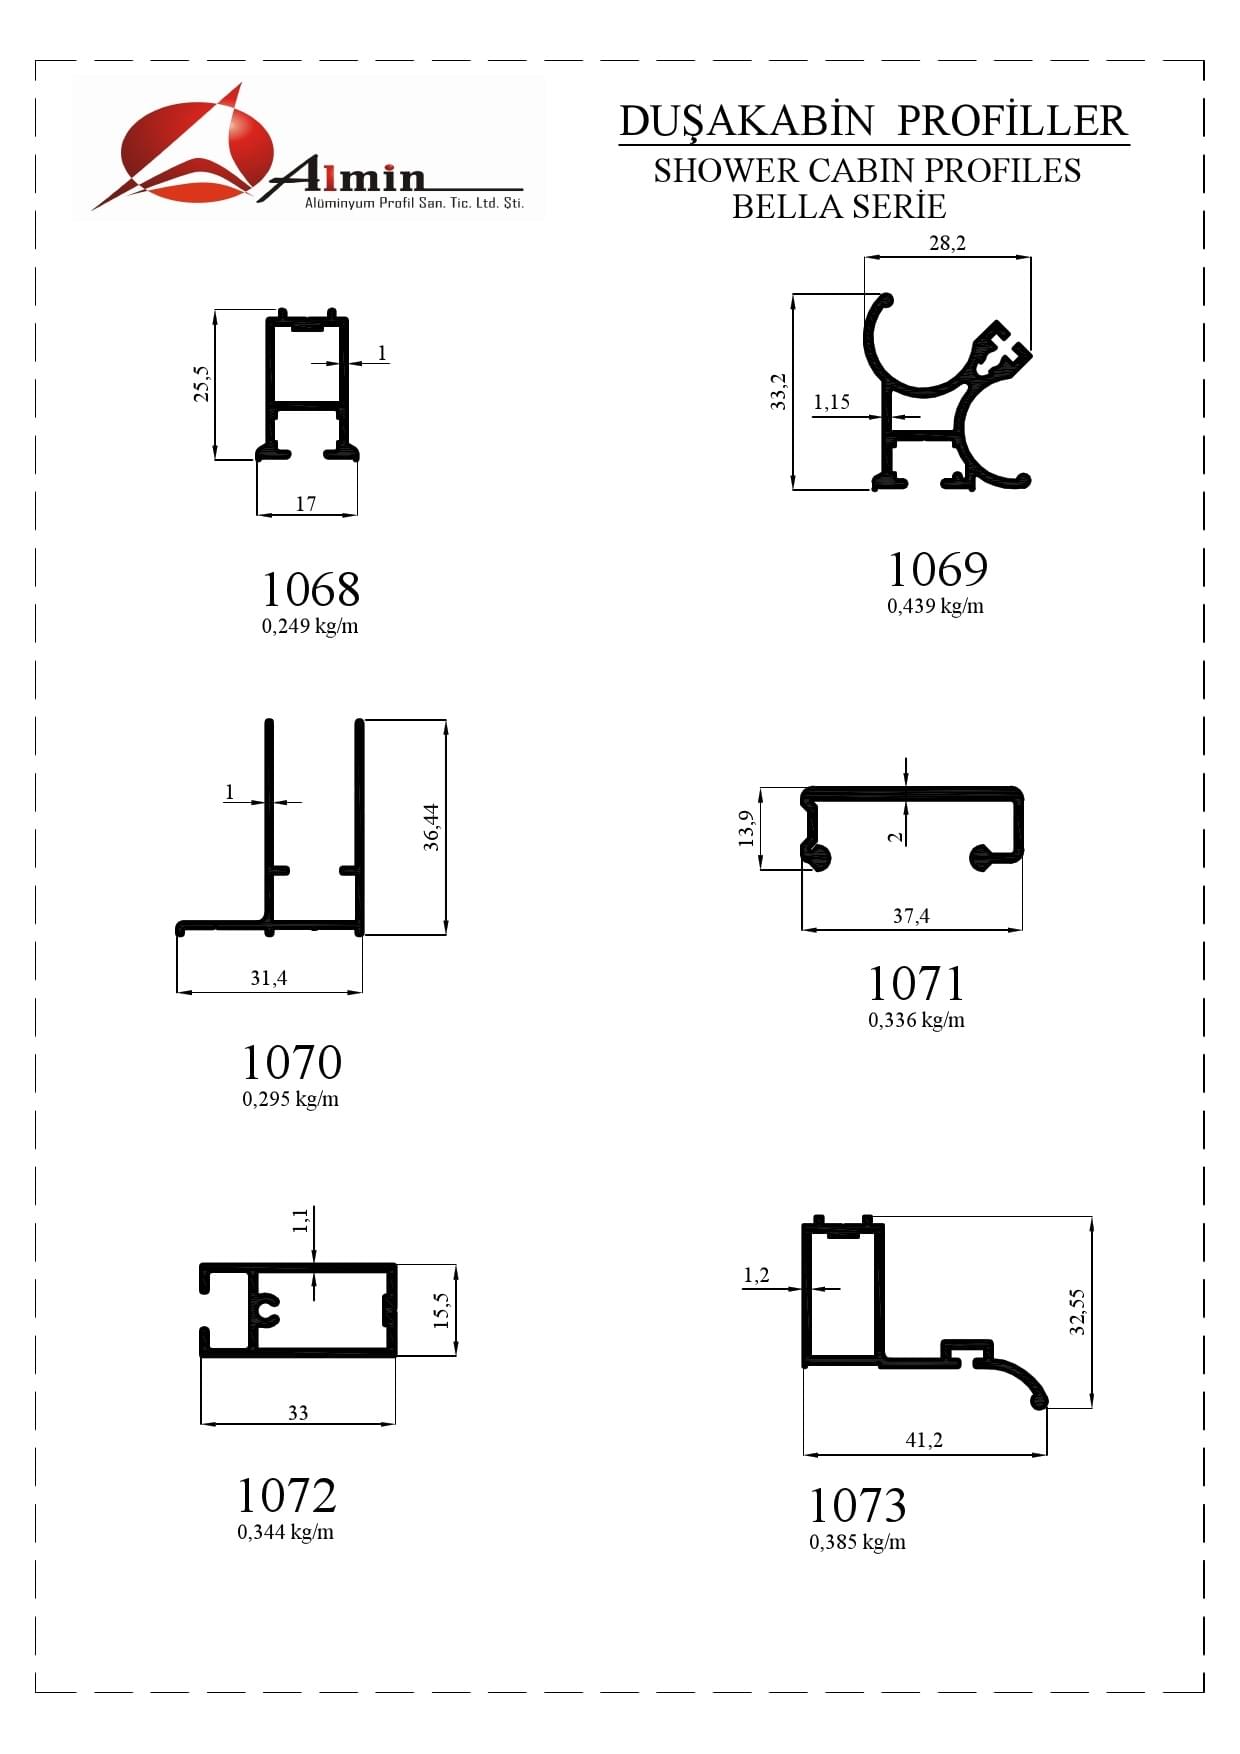 Almin
Alüminyum Profil San. Tic. Ltd. Şti.
DUŞAKABİN PROFİLLER
SHOWER CABIN PROFILES
BELLA SERİE
25,5
1
17
1068
0,249 kg/m
28,2
33,2
1,15
1069
0,439 kg/m
1
36,44
31,4
1070
0,295 kg/m
13,9
2
37,4
1071
0,336 kg/m
1,1
15,5
33
1072
0,344 kg/m
1,2
32,55
41,2
1073
0,385 kg/m